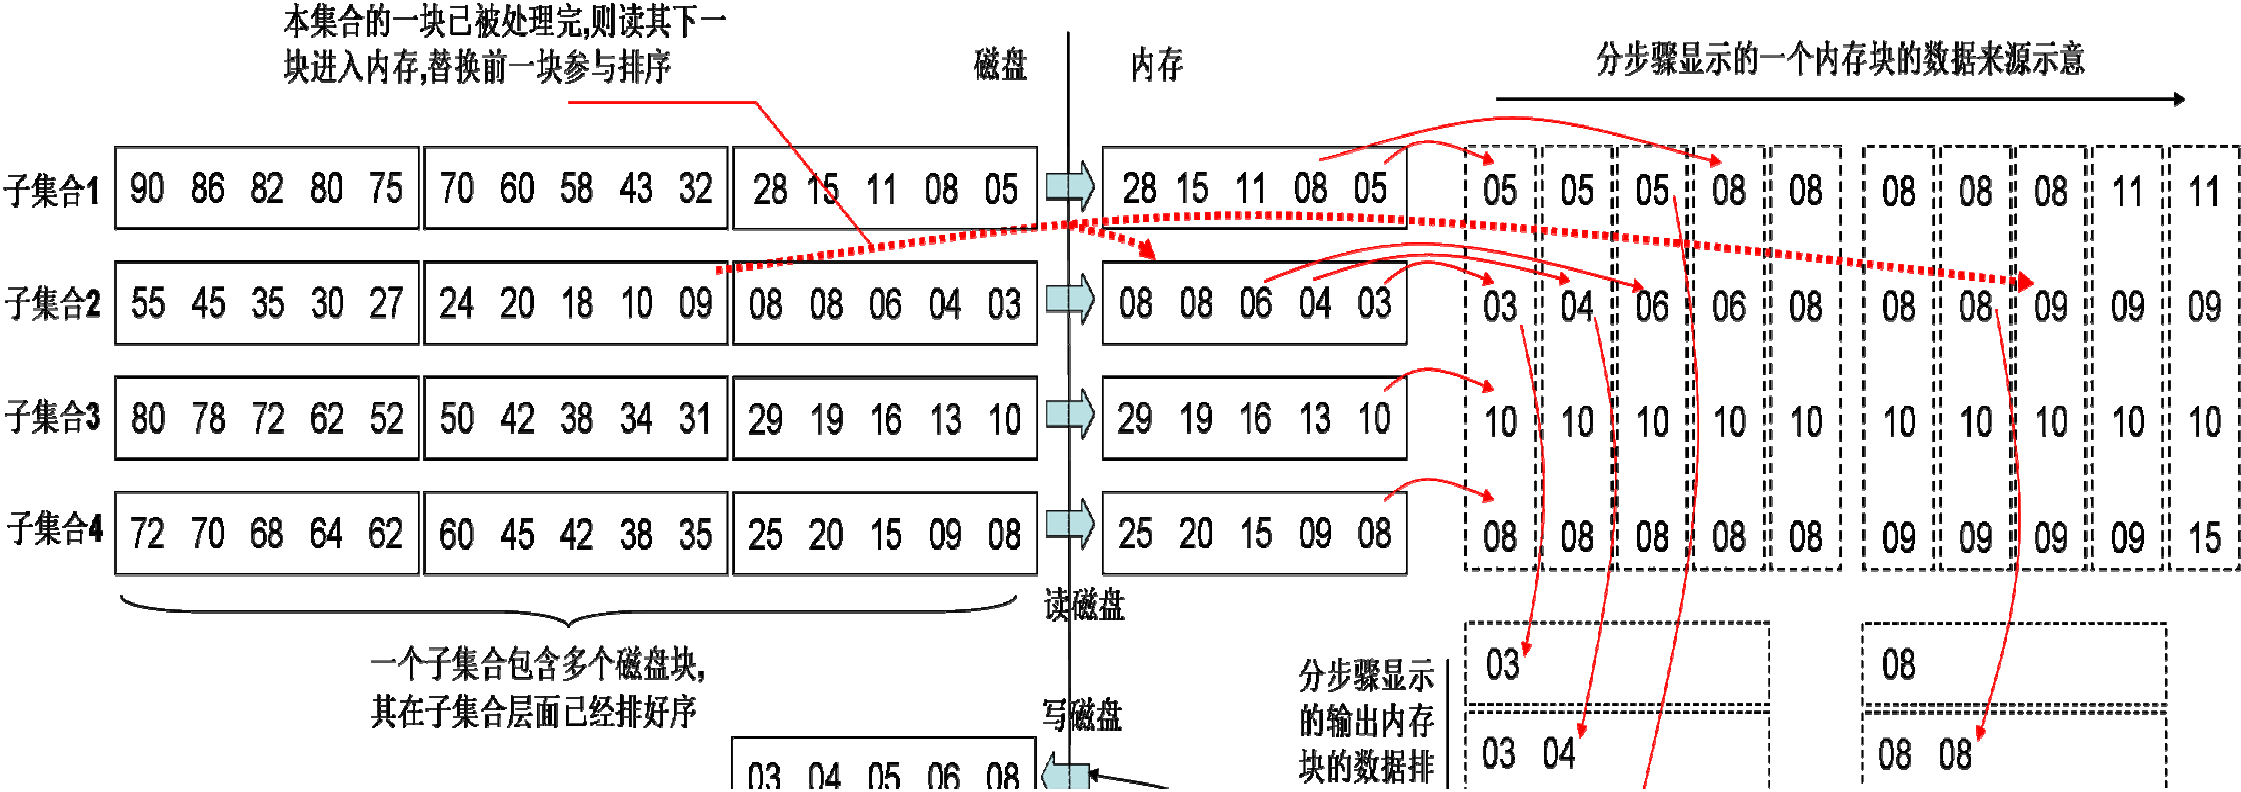 本集合的一块已被处理完,则读其下一
块进入内存,替换前一块参与排序
磁盘
内存
分步骤显示的一个内存块的数据来源示意
子集合1 90 86 82 80 75 70 60 58 43 32 28 15 11 08 05 28 15 11 08 05 05 05 05 08 08 08 08 08 11 11
子集合2 55 45 35 30 27 24 20 18 10 09 08 08 06 04 03 08 08 06 04 03 03 04 06 06 08 08 08 09 09 09
子集合3 80 78 72 62 52 50 42 38 34 31 29 19 16 13 10 29 19 16 13 10 10 10 10 10 10 10 10 10 10 10
子集合4 72 70 68 64 62 60 45 42 38 35 25 20 15 09 08 25 20 15 09 08 08 08 08 08 08 09 09 09 09 15
读磁盘
一个子集合包含多个磁盘块,
其在子集合层面已经排好序
写磁盘
03 04 05 06 08
分步骤显示
的输出内存
块的数据排
03
03 04
08
08 08